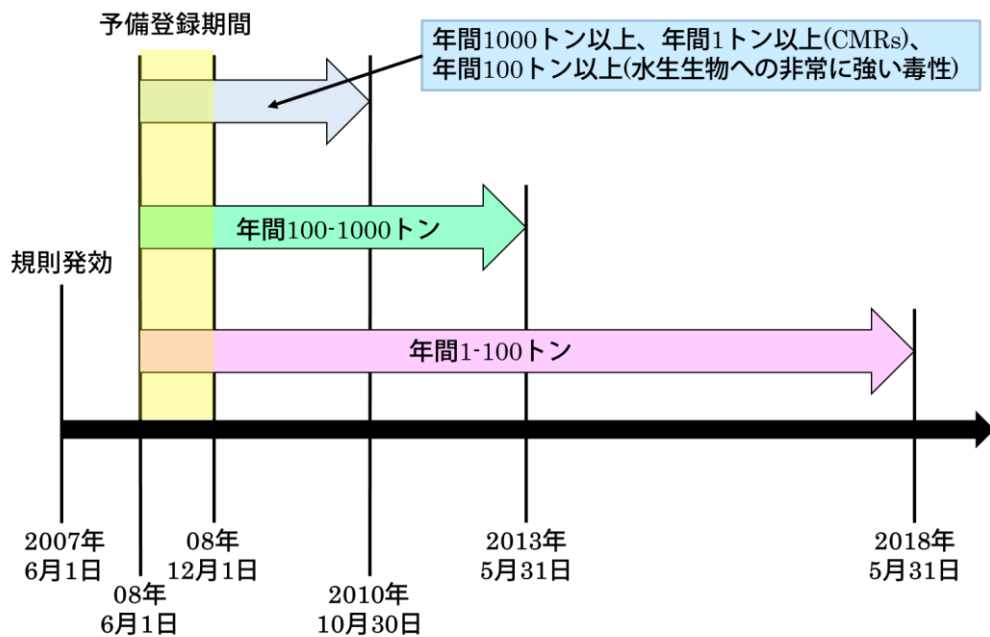 予備登録期間
年間1000トン以上、年間1トン以上(CMRs)、
年間100トン以上(水生生物への非常に強い毒性)
年間100-1000トン
規則発効
年間1-100トン
2007年
6月1日
08年
6月1日
08年
12月1日
2010年
10月30日
2013年
5月31日
2018年
5月31日